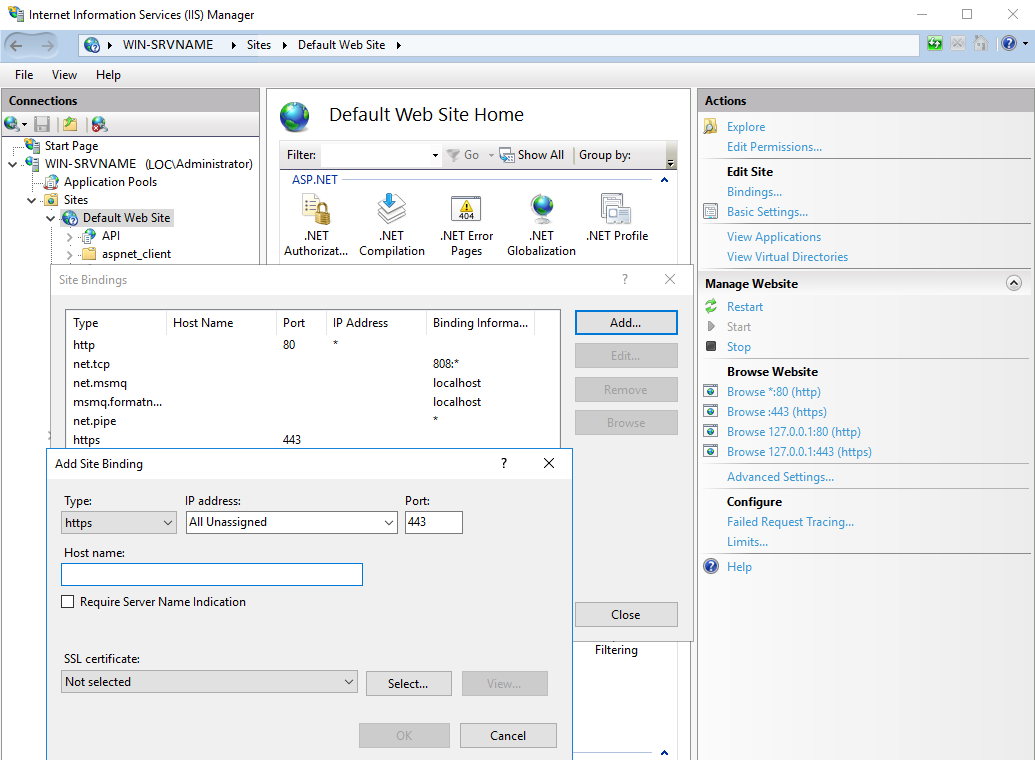 Internet Information Services (IIS) Manager
WIN-SRVNAME Sites Default Web Site
File View Help
Connections
Start Page
WIN-SRVNAME (LOC\Administrator)
Application Pools
Sites
Default Web Site
API
aspnet_client
Default Web Site Home
Filter: Go Show All Group by:
ASP.NET
.NET Authorizat...
.NET Compilation
404
.NET Error Pages
.NET Globalization
.NET Profile
Site Bindings ?
Type Host Name Port IP Address Binding Informa...
http 80 *
net.tcp 808:*
net.msmq localhost
msmq.formatn... localhost
net.pipe *
https 443
Add...
Edit...
Remove
Browse
Close
Filtering
Add Site Binding ?
Type: IP address: Port:
https All Unassigned 443
Host name:
Require Server Name Indication
SSL certificate:
Not selected Select... View...
OK Cancel
Actions
Explore
Edit Permissions...
Edit Site
Bindings...
Basic Settings...
View Applications
View Virtual Directories
Manage Website
Restart
Start
Stop
Browse Website
Browse *:80 (http)
Browse :443 (https)
Browse 127.0.0.1:80 (http)
Browse 127.0.0.1:443 (https)
Advanced Settings...
Configure
Failed Request Tracing...
Limits...
Help